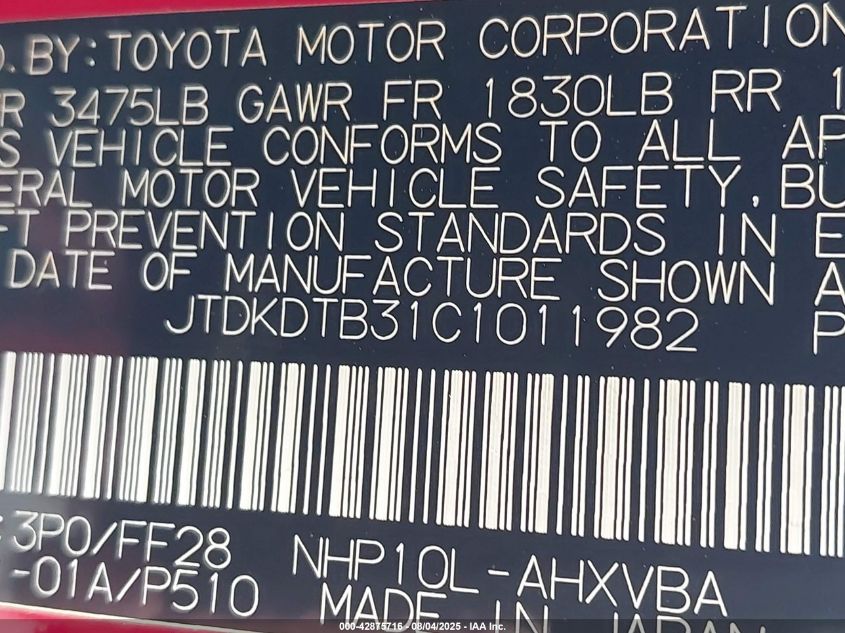 D. BY: TOYOTA MOTOR CORPORATION
R 3475LB GAWR FR 1830LB RR 1
S VEHICLE CONFORMS TO ALL AP
ERAL MOTOR VEHICLE SAFETY, BU
FT PREVENTION STANDARDS IN E
DATE OF MANUFACTURE SHOWN A
JTDKDTB31C1011982 P
3P0/FF28 NHP10L-AHXVBA
-01A/P510 MADE IN JAPAN
000-42875716 - 08/04/2025 - IAA Inc.